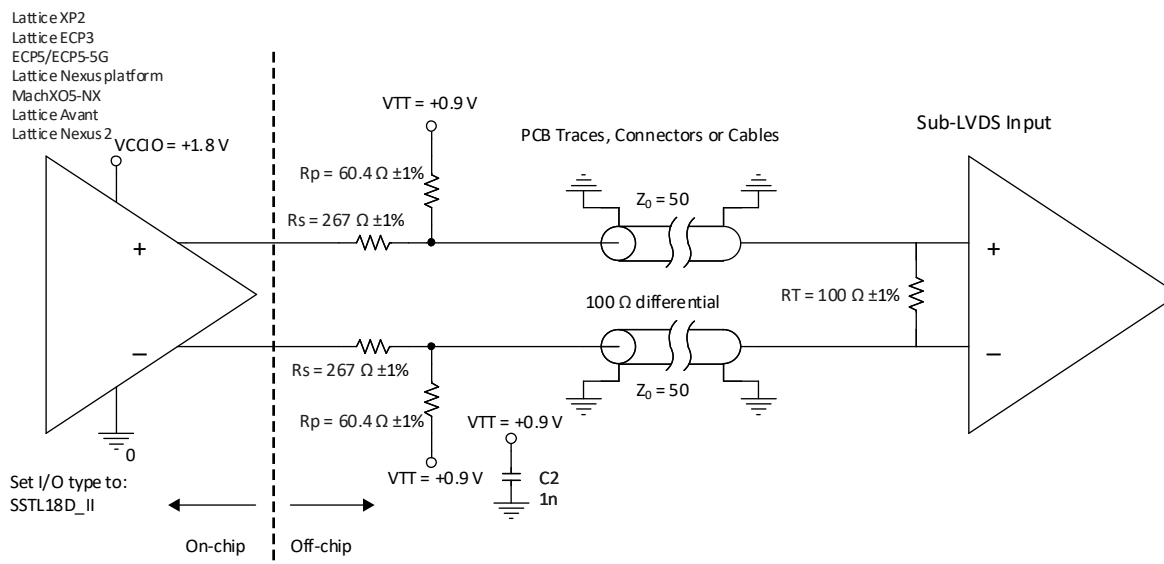 Lattice XP2
Lattice ECP3
ECP5/ECP5-5G
Lattice Nexus platform
MachXO5-NX
Lattice Avant
Lattice Nexus 2
VCCIO = +1.8 V
VTT = +0.9 V
PCB Traces, Connectors or Cables
Sub-LVDS Input
Rp = 60.4 Ω ±1%
Z0 = 50
Rs = 267 Ω ±1%
+
+
100 Ω differential
RT = 100 Ω ±1%
−
−
Rs = 267 Ω ±1%
Z0 = 50
Rp = 60.4 Ω ±1%
VTT = +0.9 V
0
VTT = +0.9 V
C2
1n
Set I/O type to:
SSTL18D_II
On-chip
Off-chip